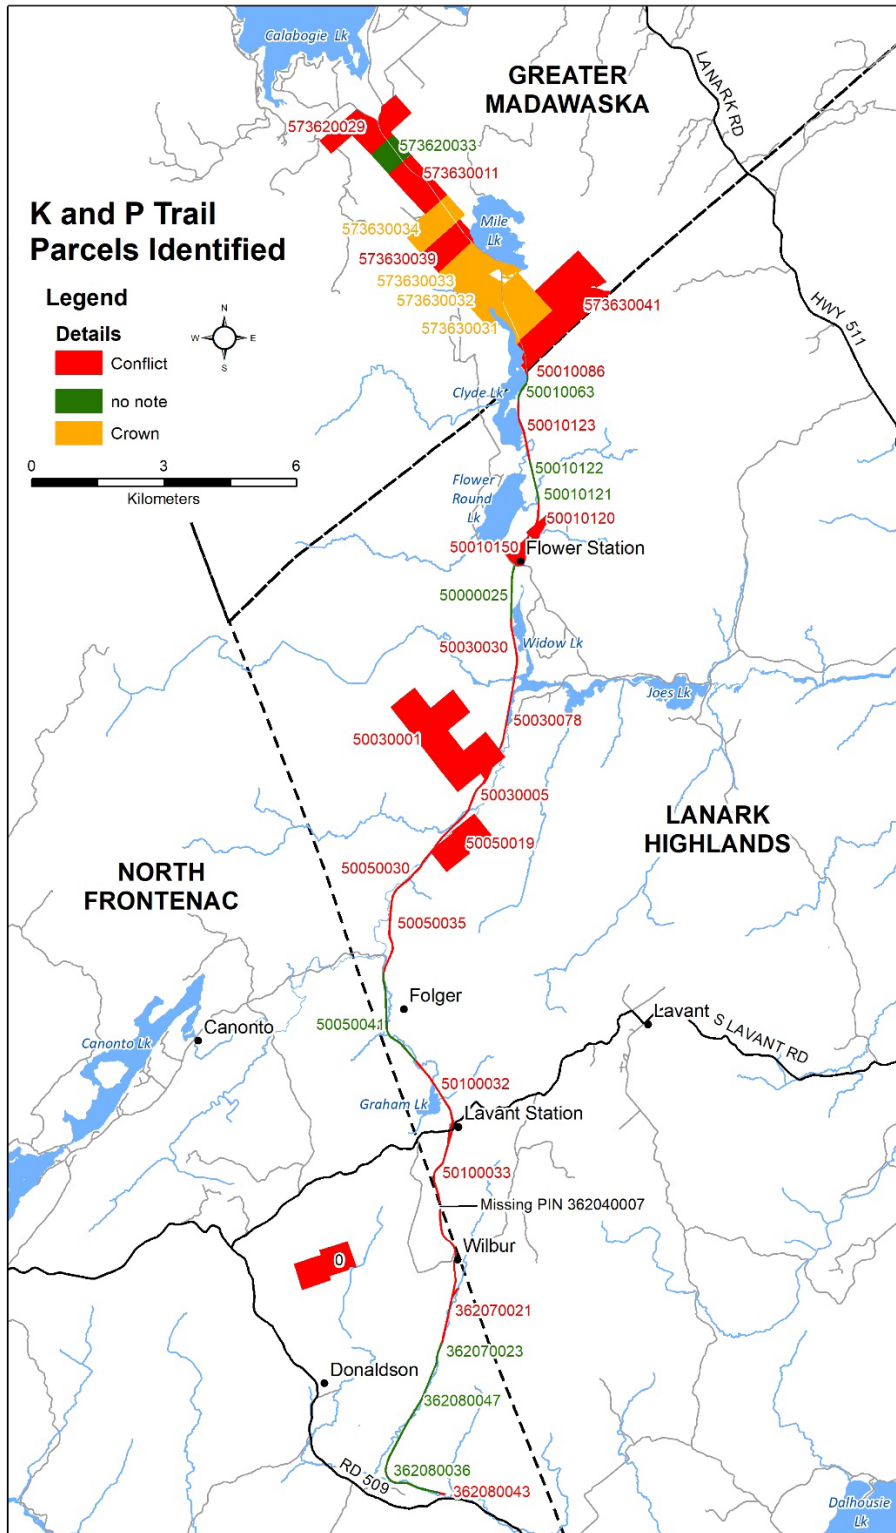 Calabogie Lk
GREATER
MADAWASKA
LANARK RD
573620029
573620033
573630011
K and P Trail
Parcels Identified
573630034
Mile
Lk
573630039
573630033
573630032
573630031
573630041
Legend
Details
N
W E
S
Conflict
no note
Crown
HWY 511
50010086
Clyde Lk
50010063
50010123
0 3 6
Kilometers
50010122
Flower
Round
Lk
50010121
50010120
50010150
Flower Station
50000025
50030030
Widow Lk
Joes Lk
50030078
50030001
50030005
LANARK
HIGHLANDS
50050019
NORTH
FRONTENAC
50050030
50050035
Folger
Lavant
50050041
Canonto
Canonto Lk
S LAVANT RD
50100032
Graham Lk
Lavant Station
50100033
Missing PIN 362040007
Wilbur
0
362070021
362070023
Donaldson
362080047
362080036
RD 509
362080043
Dalhousie
Lk